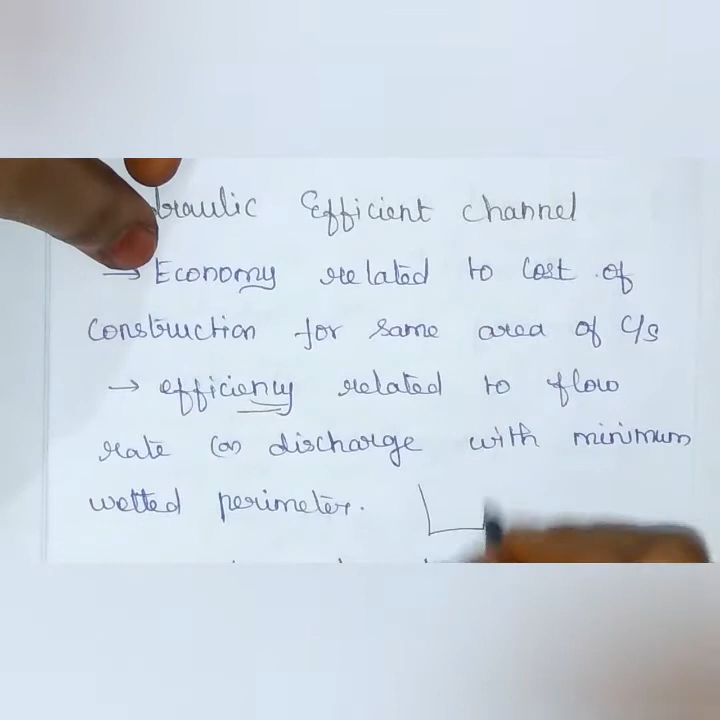 braulic Efficient channel
→ Economy related to Cost of
Construction for same area of C/s
→ efficiency related to flow
rate (or) discharge with minimum
wetted perimeter.